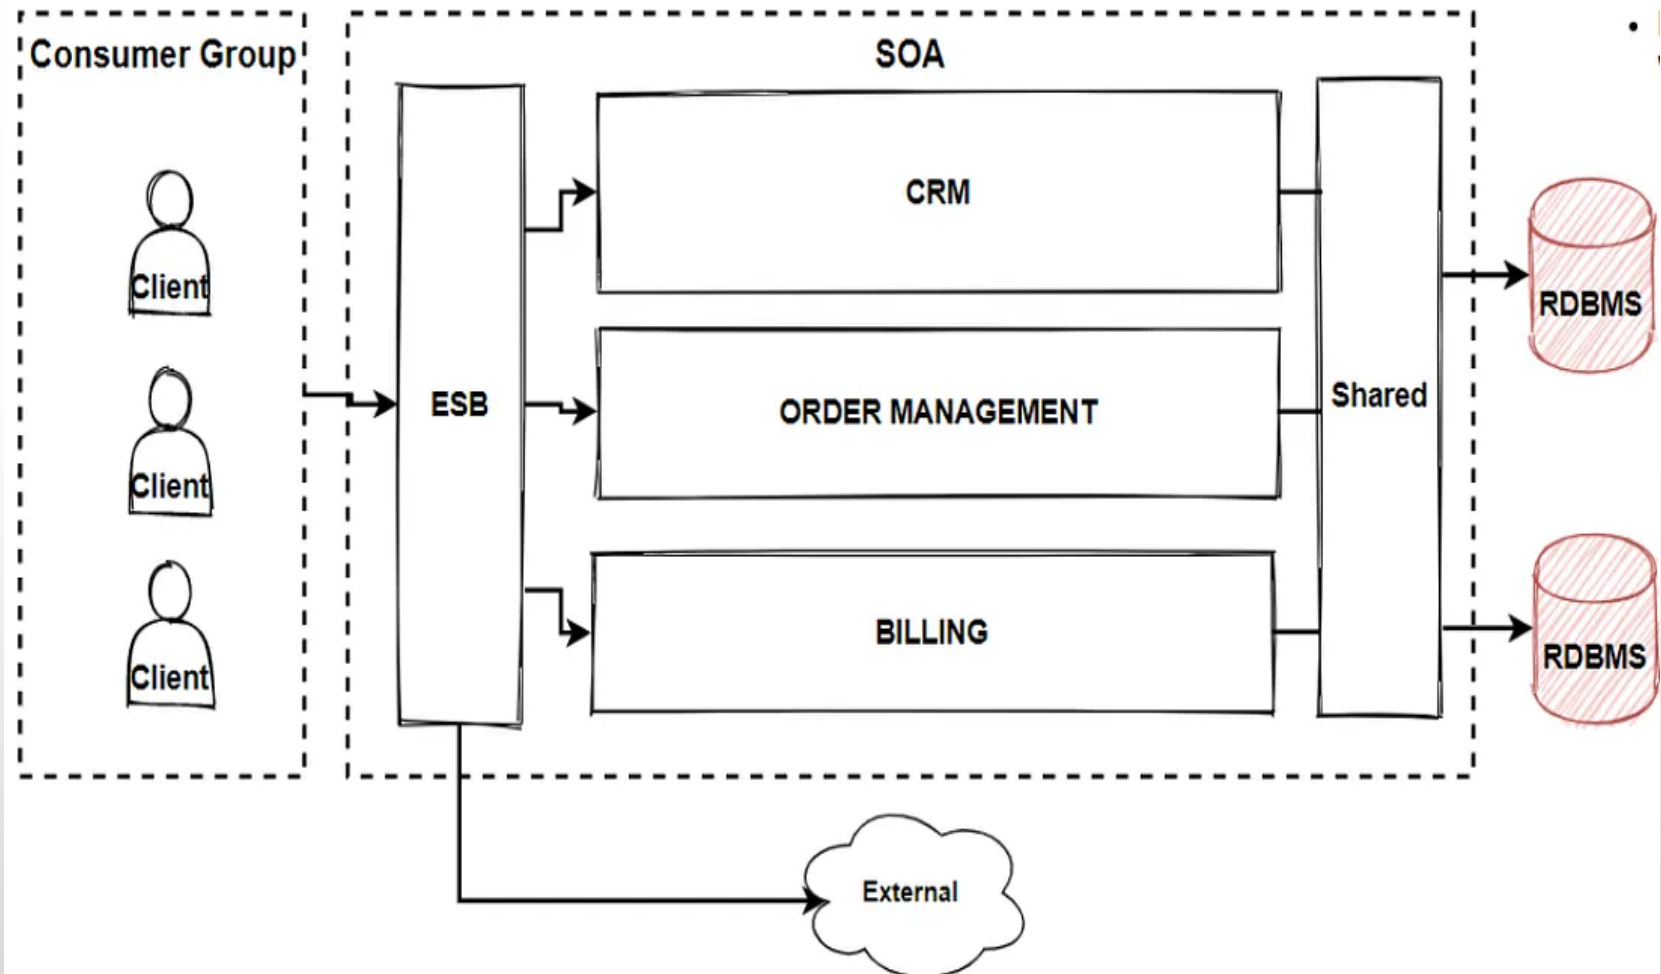 Consumer Group
SOA
Client
Client
Client
ESB
CRM
ORDER MANAGEMENT
BILLING
Shared
RDBMS
RDBMS
External